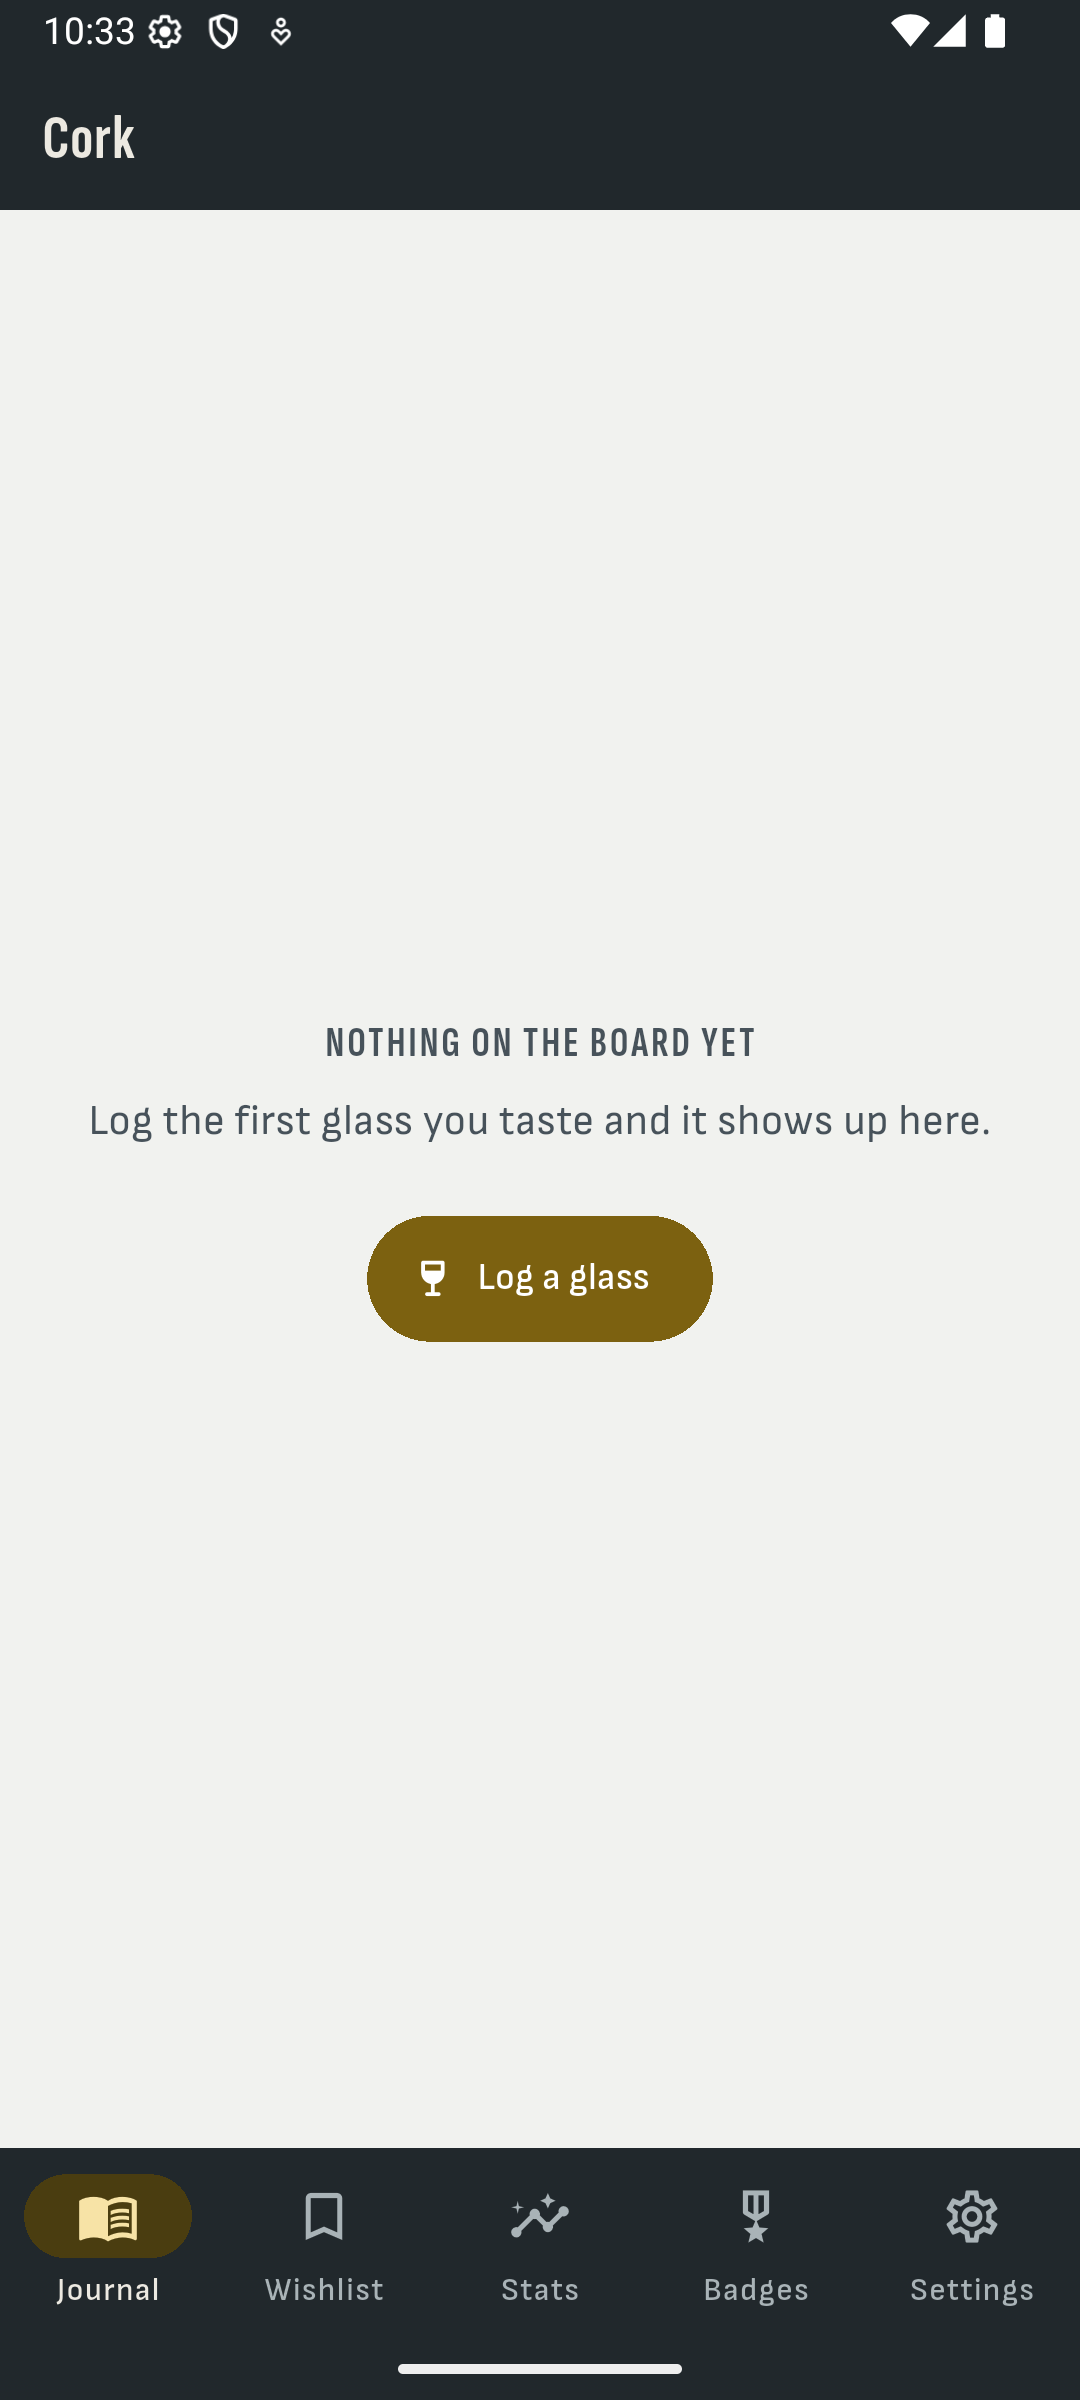 10:33
Cork
NOTHING ON THE BOARD YET
Log the first glass you taste and it shows up here.
Log a glass
Journal
Wishlist
Stats
Badges
Settings